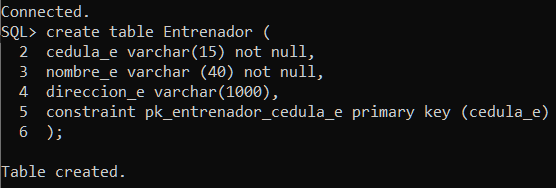 Connected.
SQL> create table Entrenador (
  2  cedula_e varchar(15) not null,
  3  nombre_e varchar (40) not null,
  4  direccion_e varchar(1000),
  5  constraint pk_entrenador_cedula_e primary key (cedula_e)
  6  );

Table created.